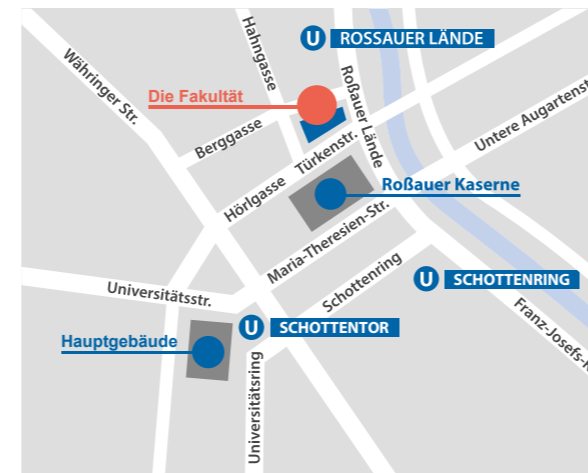 U ROSSAUER LÄNDE
Hahngasse
Währinger Str.
Die Fakultät
Roßauer Lände
Berggasse
Türkenstr.
Untere Augartenst
Roßauer Kaserne
Hörlgasse
Maria-Theresien-Str.
U SCHOTTENRING
Schottenring
Universitätsstr.
Franz-Josefs-
U SCHOTTENTOR
Hauptgebäude
Universitätsring